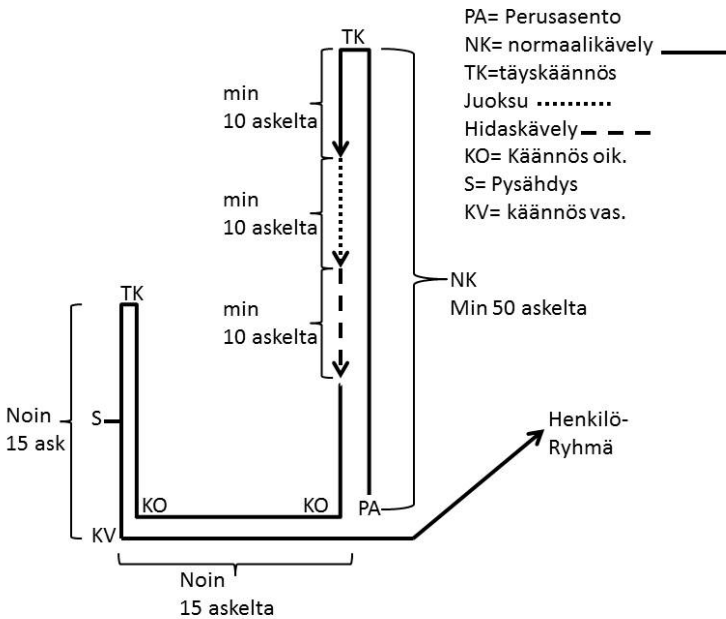 TK
min
10 askelta
min
10 askelta
min
10 askelta
NK
Min 50 askelta
TK
Noin
15 ask
S
KO
KO
PA
KV
Noin
15 askelta
Henkilö-
Ryhmä
PA= Perusasento
NK= normaalikävely
TK=täyskäännös
Juoksu
Hidaskävely
KO= Käännös oik.
S= Pysähdys
KV= käännös vas.